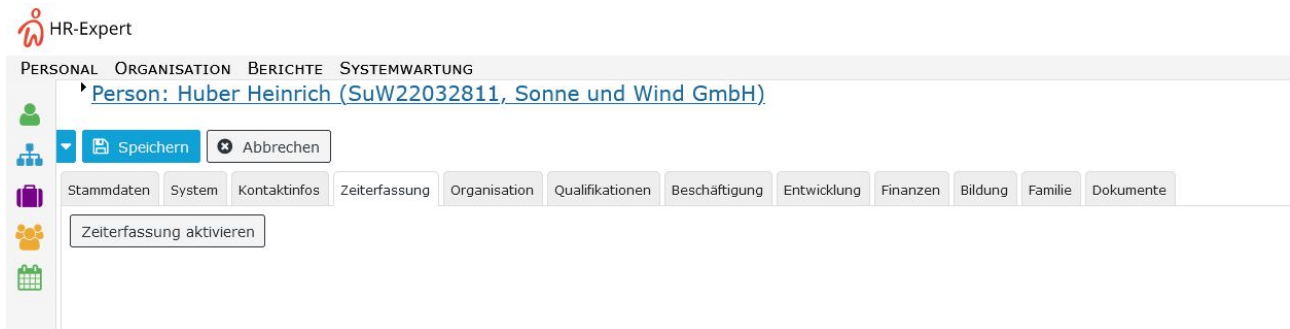 HR-Expert
PERSONAL ORGANISATION BERICHTE SYSTEMWARTUNG
Person: Huber Heinrich (SuW22032811, Sonne und Wind GmbH)
Speichern Abbrechen
Stammdaten System Kontaktinfos Zeiterfassung Organisation Qualifikationen Beschäftigung Entwicklung Finanzen Bildung Familie Dokumente
Zeiterfassung aktivieren